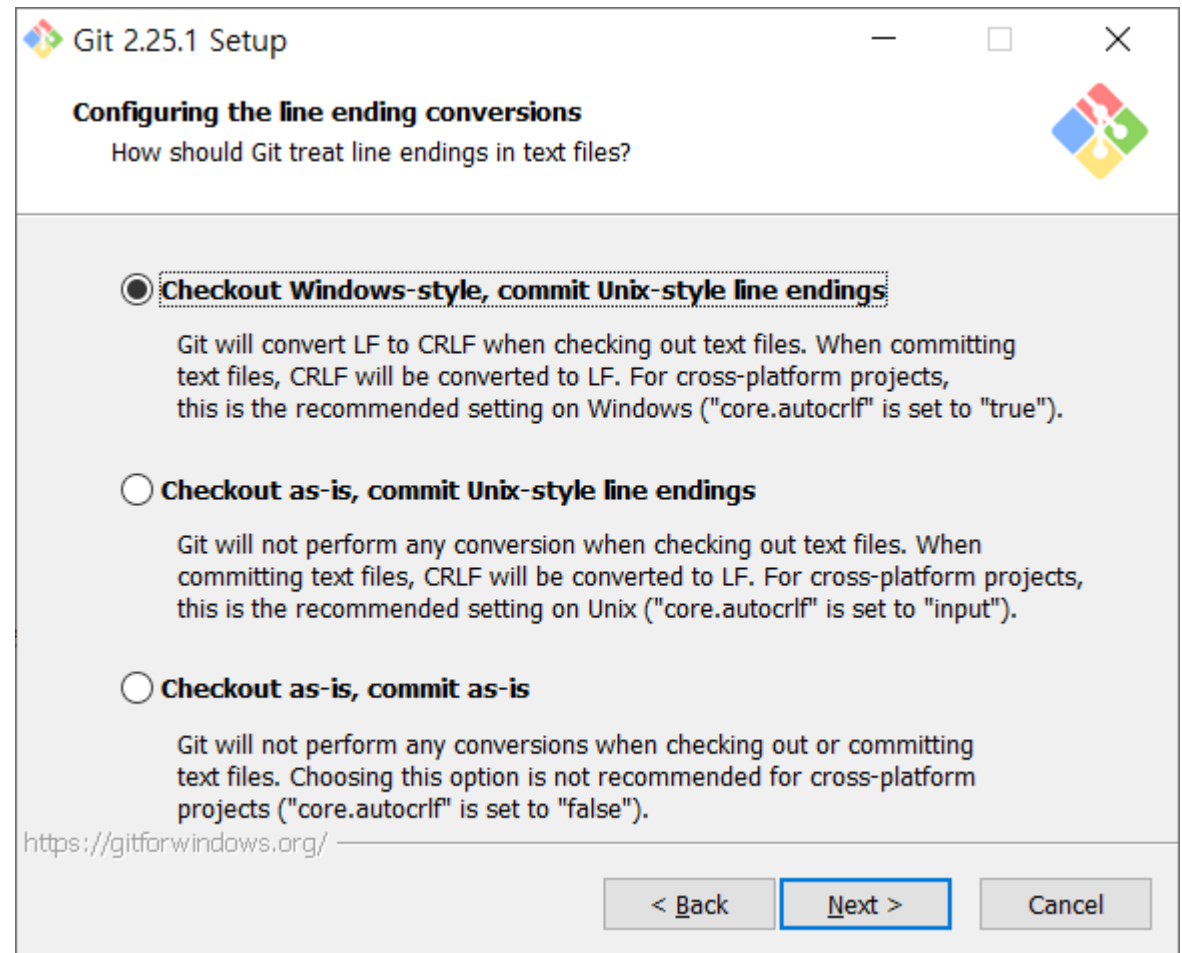 Git 2.25.1 Setup
Configuring the line ending conversions
How should Git treat line endings in text files?
Checkout Windows-style, commit Unix-style line endings
Git will convert LF to CRLF when checking out text files. When committing
text files, CRLF will be converted to LF. For cross-platform projects,
this is the recommended setting on Windows ("core.autocrlf" is set to "true").
Checkout as-is, commit Unix-style line endings
Git will not perform any conversion when checking out text files. When
committing text files, CRLF will be converted to LF. For cross-platform projects,
this is the recommended setting on Unix ("core.autocrlf" is set to "input").
Checkout as-is, commit as-is
Git will not perform any conversions when checking out or committing
text files. Choosing this option is not recommended for cross-platform
projects ("core.autocrlf" is set to "false").
https://gitforwindows.org/
< Back
Next >
Cancel